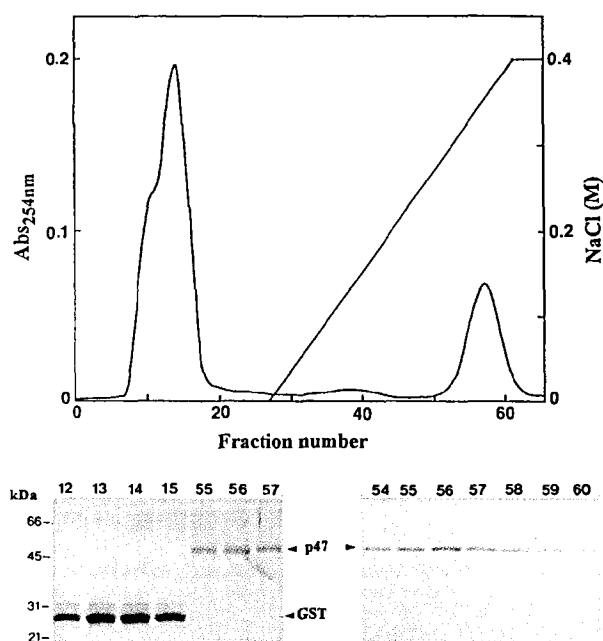 0.2
0.4
Abs254nm
0.1
0.2
NaCl (M)
0
0
0 20 40 60
Fraction number
kDa 12 13 14 15 55 56 57 54 55 56 57 58 59 60
66
45
p47
31
GST
21